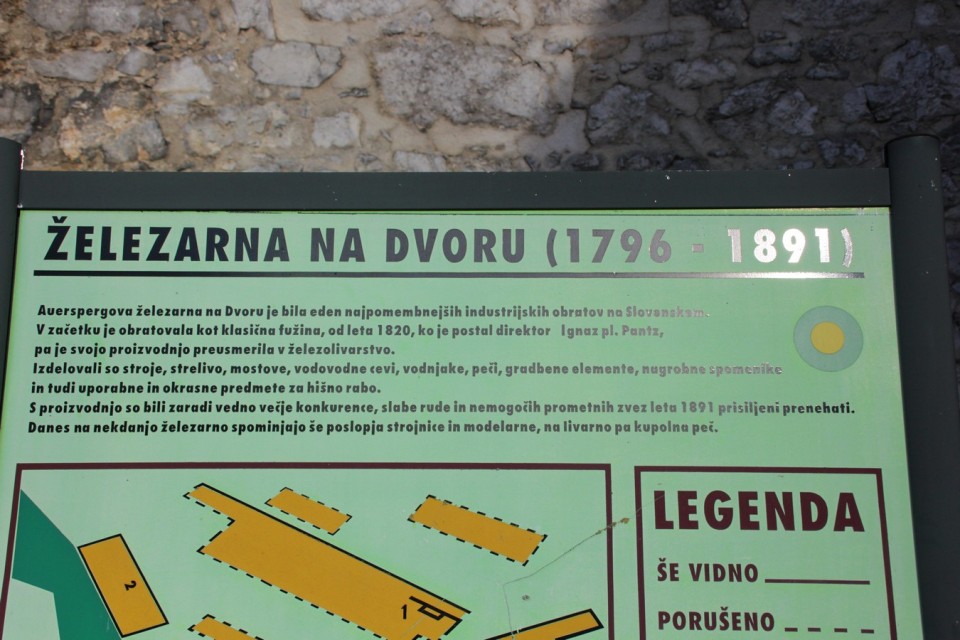 ŽELEZARNA NA DVORU (1796 - 1891)
Auerspergova železarna na Dvoru je bila eden najpomembnejših industrijskih obratov na Slovenskem.
V začetku je obratovala kot klasična fužina, od leta 1820, ko je postal direktor Ignaz pl. Pantz,
pa je svojo proizvodnjo preusmerila v železolivarstvo.
Izdelovali so stroje, strelivo, mostove, vodovodne cevi, vodnjake, peči, gradbene elemente, nagrobne spomenike
in tudi uporabne in okrasne predmete za hišno rabo.
S proizvodnjo so bili zaradi vedno večje konkurence, slabe rude in nemogočih prometnih zvez leta 1891 prisiljeni prenehati.
Danes na nekdanjo železarno spominjajo še poslopja strojnice in modelarne, na livarno pa kupolna peč.
2
1
LEGENDA
ŠE VIDNO
PORUŠENO